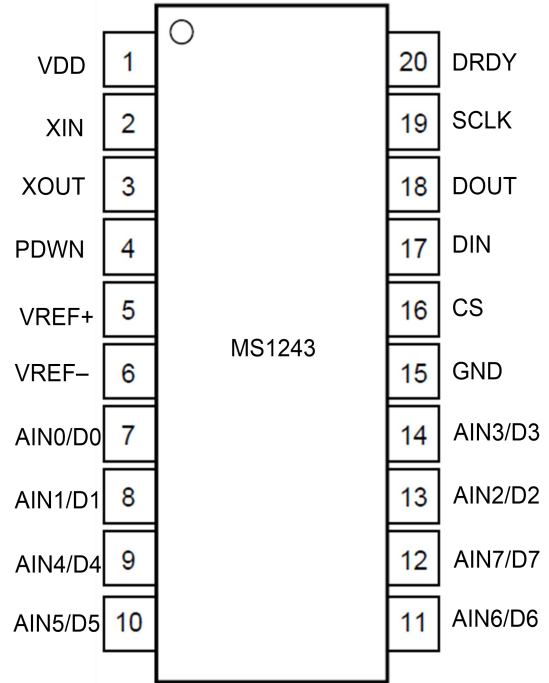 VDD 1 20 DRDY
XIN 2 19 SCLK
XOUT 3 18 DOUT
PDWN 4 17 DIN
VREF+ 5 16 CS
MS1243
VREF– 6 15 GND
AIN0/D0 7 14 AIN3/D3
AIN1/D1 8 13 AIN2/D2
AIN4/D4 9 12 AIN7/D7
AIN5/D5 10 11 AIN6/D6